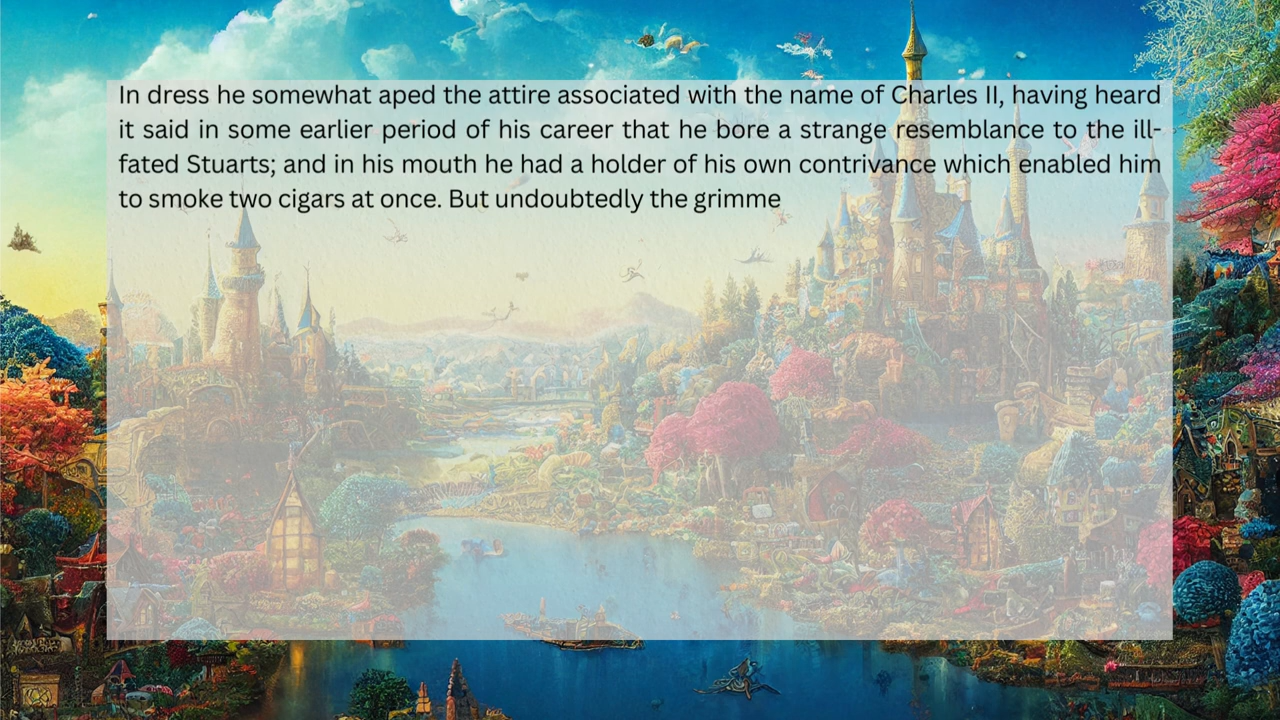 In dress he somewhat aped the attire associated with the name of Charles II, having heard
it said in some earlier period of his career that he bore a strange resemblance to the ill-
fated Stuarts; and in his mouth he had a holder of his own contrivance which enabled him
to smoke two cigars at once. But undoubtedly the grimme